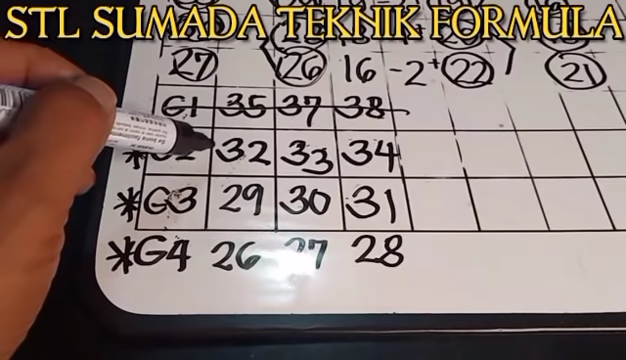 STL SUMADA TEKNIK FORMULA
27 26 16 -2+ 22 21
G1 35 37 38
*G2 32 33 34
*G3 29 30 31
*G4 26 27 28